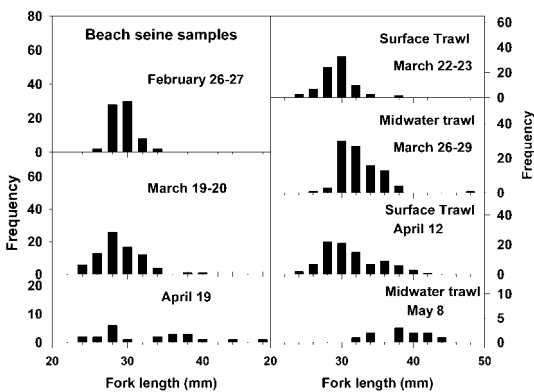 80
Beach seine samples
60
February 26-27
40
20
0
60
March 19-20
40
20
0
20
April 19
10
0
20 30 40 20
Fork length (mm)
Frequency
Surface Trawl
60
March 22-23
40
20
0
Midwater trawl
40
March 26-29
20
0
Surface Trawl
40
April 12
20
0
Midwater trawl
10
May 8
5
0
30 40 50
Fork length (mm)
Frequency